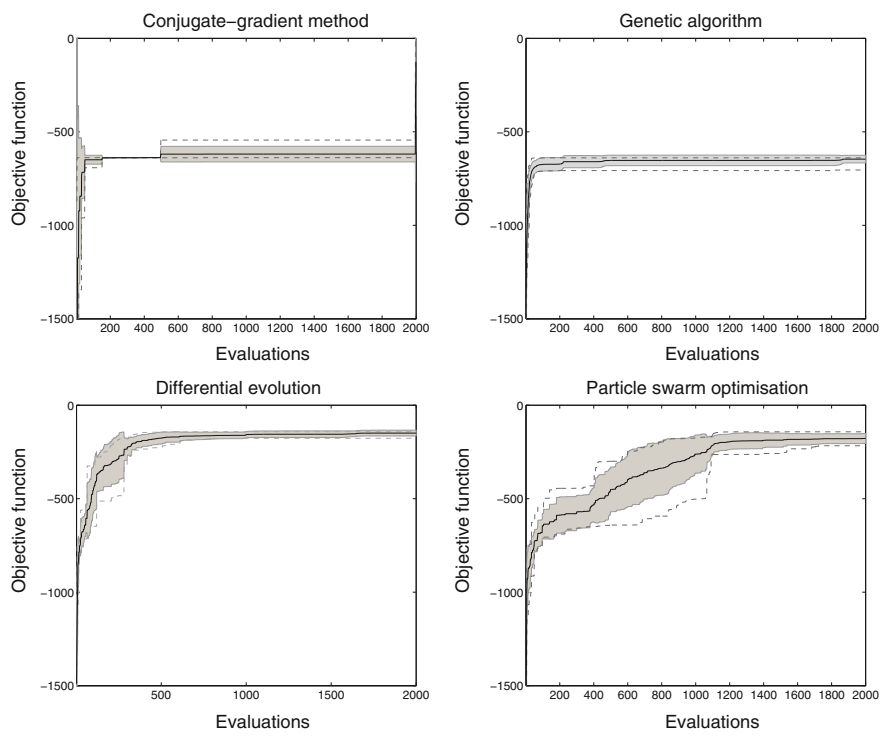 Conjugate−gradient method
0
−500
−1000
−1500
Objective function
200 400 600 800 1000 1200 1400 1600 1800 2000
Evaluations
Genetic algorithm
0
−500
−1000
−1500
Objective function
200 400 600 800 1000 1200 1400 1600 1800 2000
Evaluations
Differential evolution
0
−500
−1000
−1500
Objective function
500 1000 1500 2000
Evaluations
Particle swarm optimisation
0
−500
−1000
−1500
Objective function
200 400 600 800 1000 1200 1400 1600 1800 2000
Evaluations